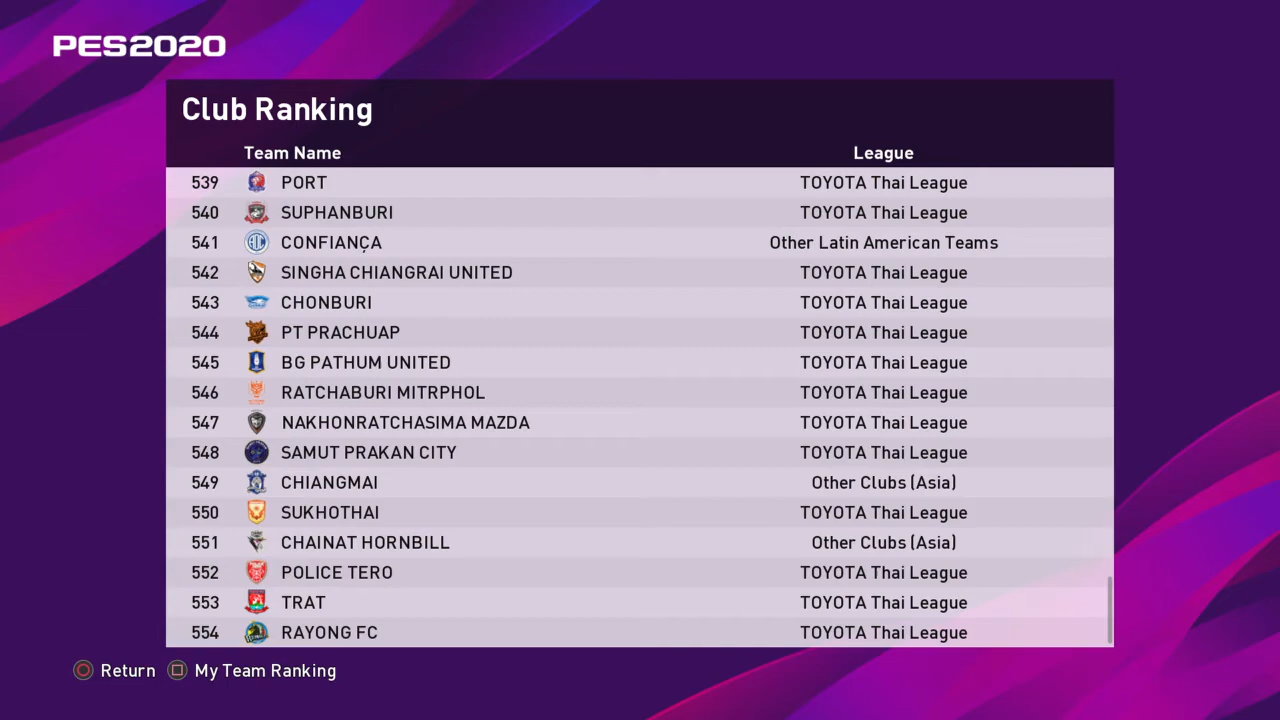 PES2020
Club Ranking
Team Name League
539 PORT TOYOTA Thai League
540 SUPHANBURI TOYOTA Thai League
541 CONFIANÇA Other Latin American Teams
542 SINGHA CHIANGRAI UNITED TOYOTA Thai League
543 CHONBURI TOYOTA Thai League
544 PT PRACHUAP TOYOTA Thai League
545 BG PATHUM UNITED TOYOTA Thai League
546 RATCHABURI MITRPHOL TOYOTA Thai League
547 NAKHONRATCHASIMA MAZDA TOYOTA Thai League
548 SAMUT PRAKAN CITY TOYOTA Thai League
549 CHIANGMAI Other Clubs (Asia)
550 SUKHOTHAI TOYOTA Thai League
551 CHAINAT HORNBILL Other Clubs (Asia)
552 POLICE TERO TOYOTA Thai League
553 TRAT TOYOTA Thai League
554 RAYONG FC TOYOTA Thai League
Return My Team Ranking